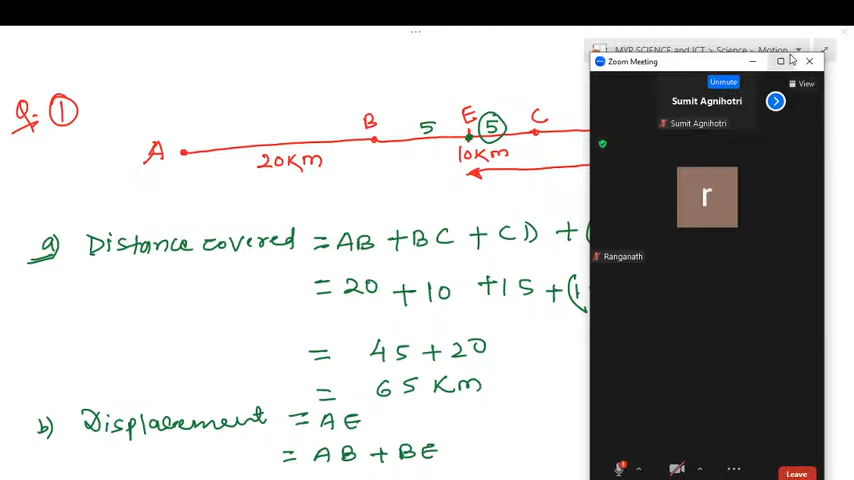 MYP SCIENCE and ICT > Science - Motion
Zoom Meeting
Unmute
View
Sumit Agnihotri
Sumit Agnihotri
Ranganath
r
Leave
Q. 1
A B 5 E 5 C
20Km 10Km
a) Distance covered = AB + BC + CD + (
= 20 + 10 + 15 + (1
= 45 + 20
= 65 Km
b) Displacement = AE
= AB + BE